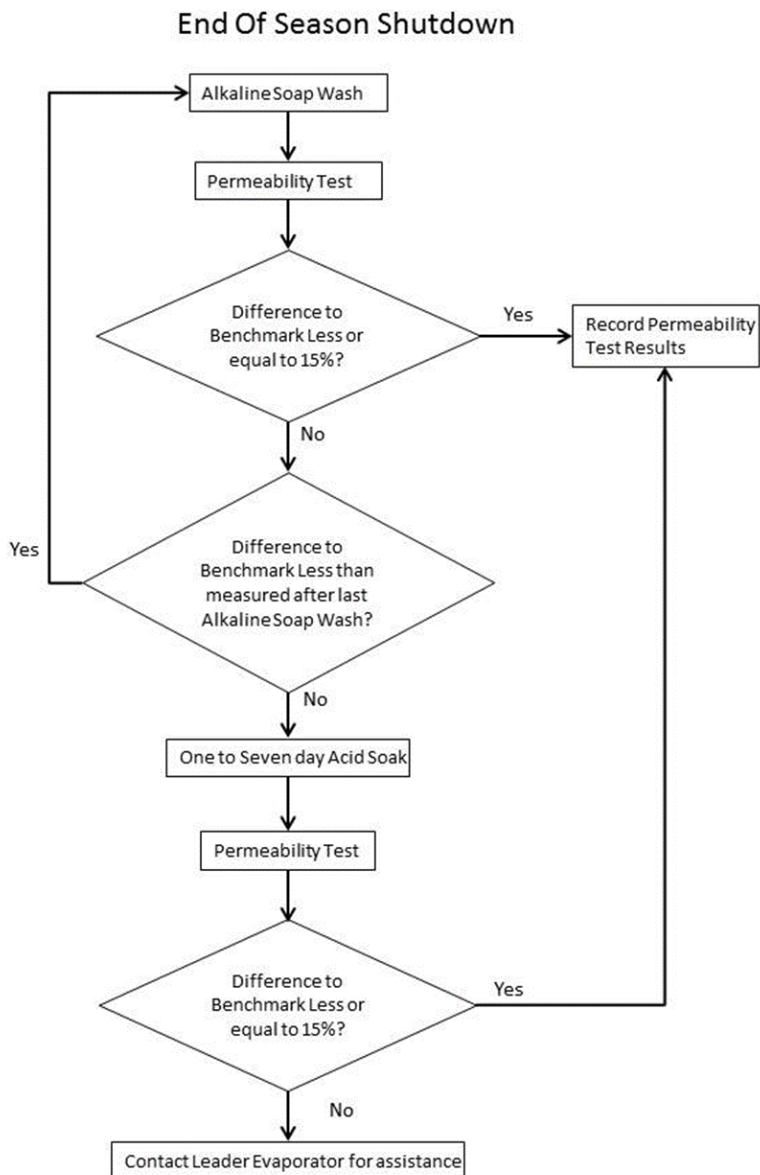 End Of Season Shutdown
Alkaline Soap Wash
Permeability Test
Difference to
Benchmark Less or
equal to 15%?
Yes
Record Permeability
Test Results
No
Yes
Difference to
Benchmark Less than
measured after last
Alkaline Soap Wash?
No
One to Seven day Acid Soak
Permeability Test
Difference to
Benchmark Less or
equal to 15%?
Yes
No
Contact Leader Evaporator for assistance